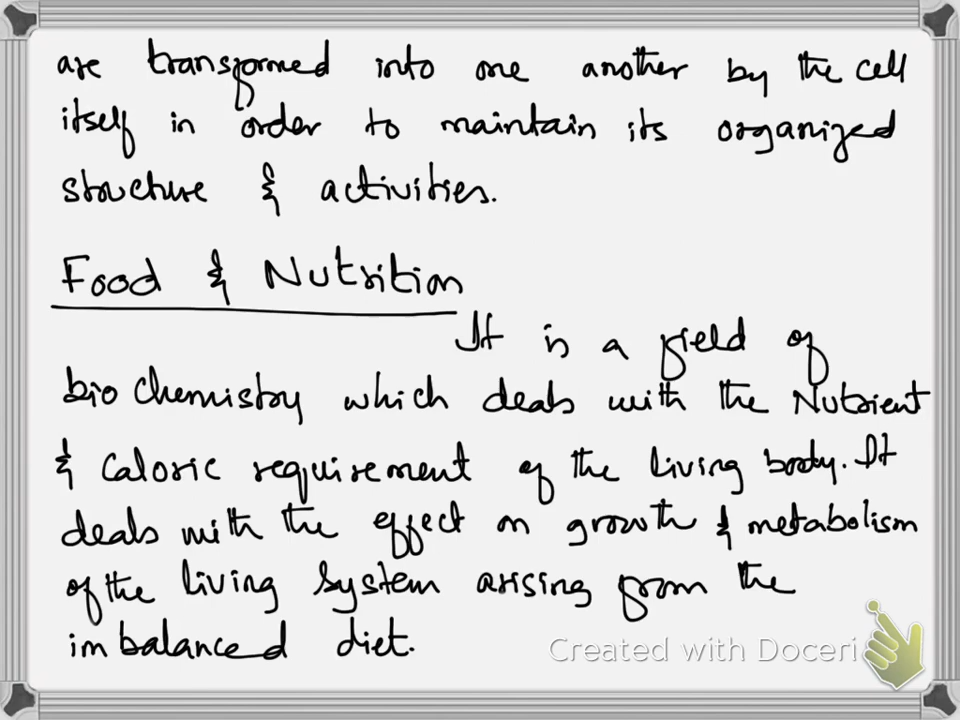 are transformed into one another by the cell
itself in order to maintain its organized
structure & activities.
Food & Nutrition
It is a field of
bio chemistry which deals with the Nutrient
& caloric requirement of the living body. It
deals with the effect on growth & metabolism
of the living system arising from the
imbalanced diet.
Created with Doceri